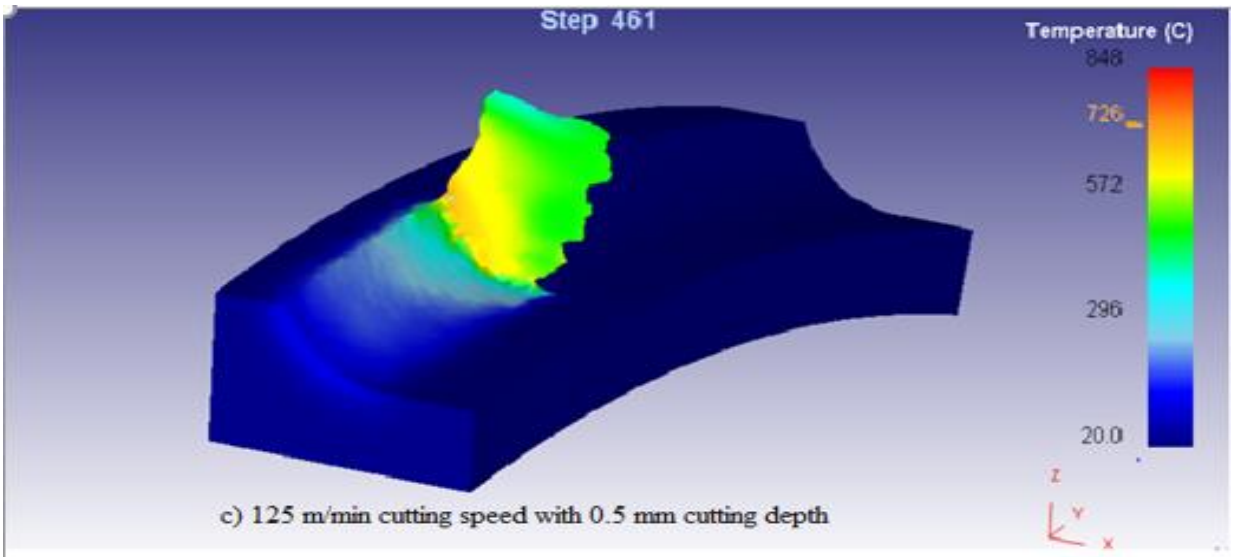 Step 461
Temperature (C)
848
726
572
296
20.0
Z
Y
X
c) 125 m/min cutting speed with 0.5 mm cutting depth